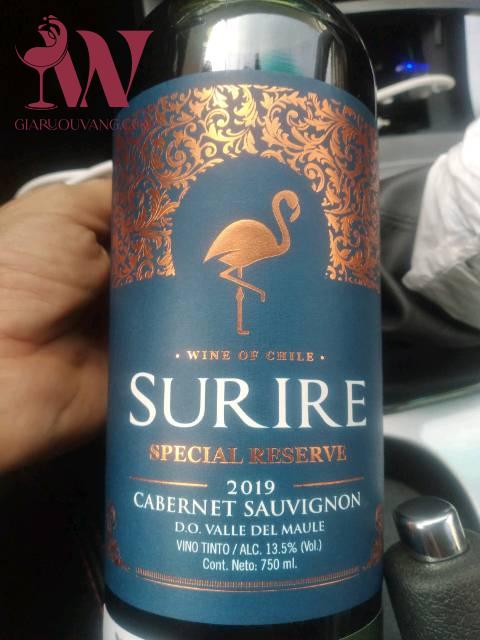 W
GIARUOUVANG.COM
• WINE OF CHILE •
SURIRE
SPECIAL RESERVE
2019
CABERNET SAUVIGNON
D.O. VALLE DEL MAULE
VINO TINTO / ALC. 13.5% (Vol.)
Cont. Neto: 750 ml.